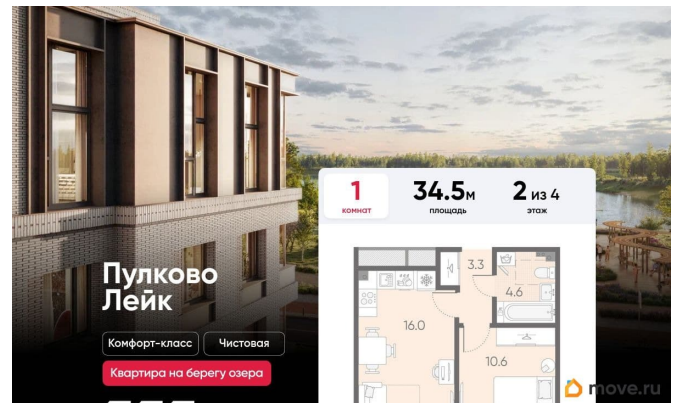 1
комнат
34.5м
площадь
2 из 4
этаж
3.3
4.6
16.0
10.6
Пулково
Лейк
Комфорт-класс
Чистовая
Квартира на берегу озера
move.ru